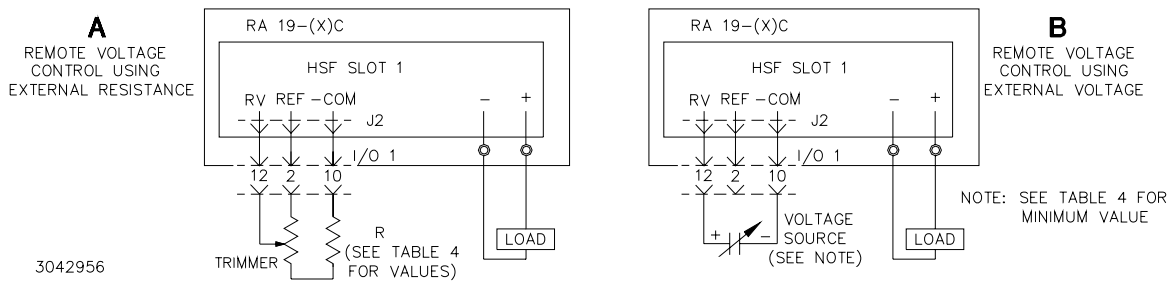 A
REMOTE VOLTAGE
CONTROL USING
EXTERNAL RESISTANCE
RA 19-(X)C
HSF SLOT 1
RV REF -COM - +
J2
I/O 1
12 2 10
TRIMMER
R
(SEE TABLE 4
FOR VALUES)
LOAD
3042956
RA 19-(X)C
HSF SLOT 1
RV REF -COM - +
J2
I/O 1
12 2 10
+ -
VOLTAGE
SOURCE
(SEE NOTE)
LOAD
B
REMOTE VOLTAGE
CONTROL USING
EXTERNAL VOLTAGE
NOTE: SEE TABLE 4 FOR
MINIMUM VALUE